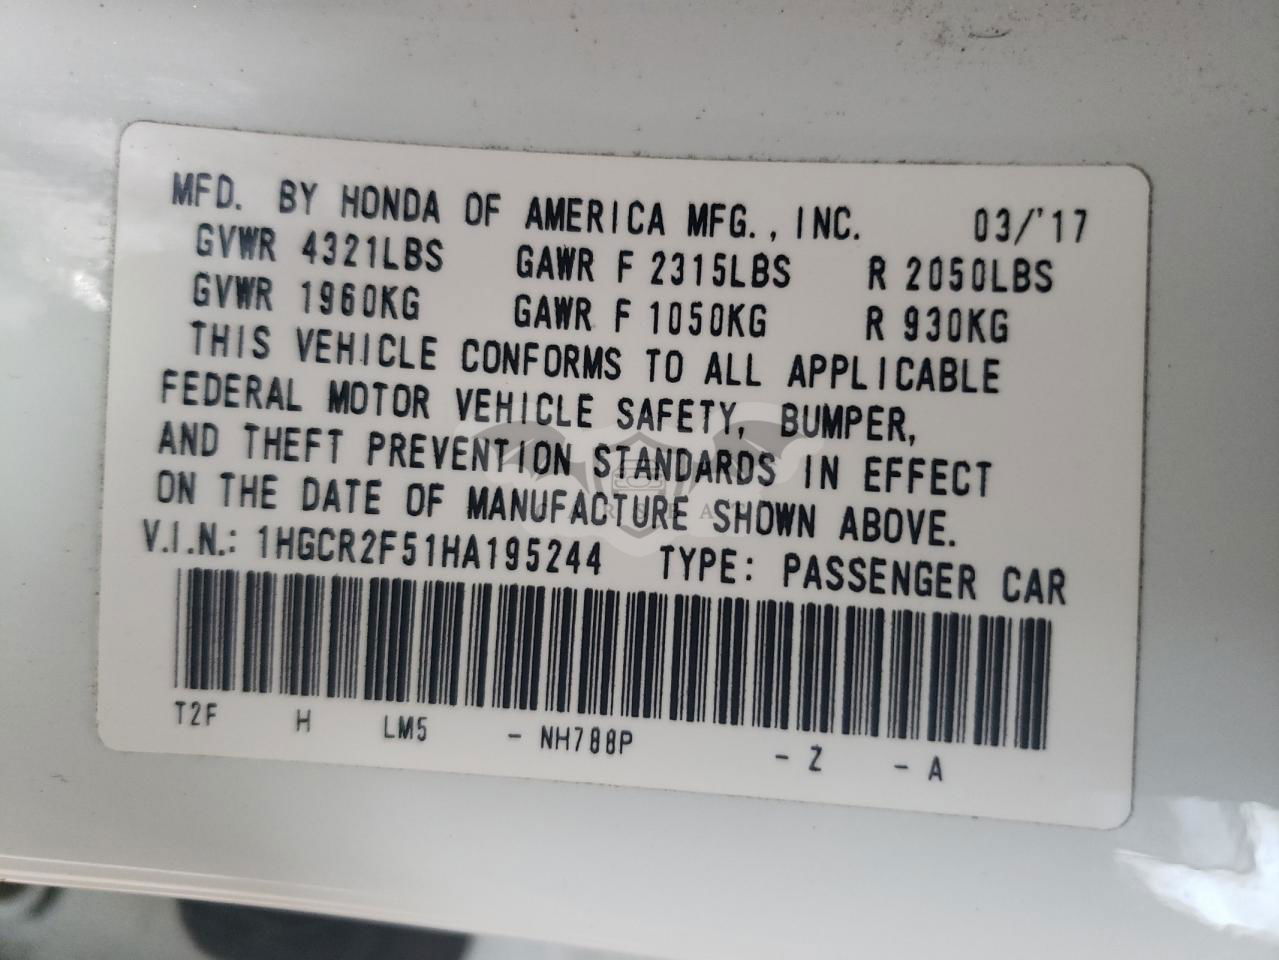 MFD. BY HONDA OF AMERICA MFG., INC. 03/'17
GVWR 4321LBS GAWR F 2315LBS R 2050LBS
GVWR 1960KG GAWR F 1050KG R 930KG
THIS VEHICLE CONFORMS TO ALL APPLICABLE
FEDERAL MOTOR VEHICLE SAFETY, BUMPER,
AND THEFT PREVENTION STANDARDS IN EFFECT
ON THE DATE OF MANUFACTURE SHOWN ABOVE.
V.I.N.: 1HGCR2F51HA195244 TYPE: PASSENGER CAR
T2F H LM5 - NH788P - Z - A